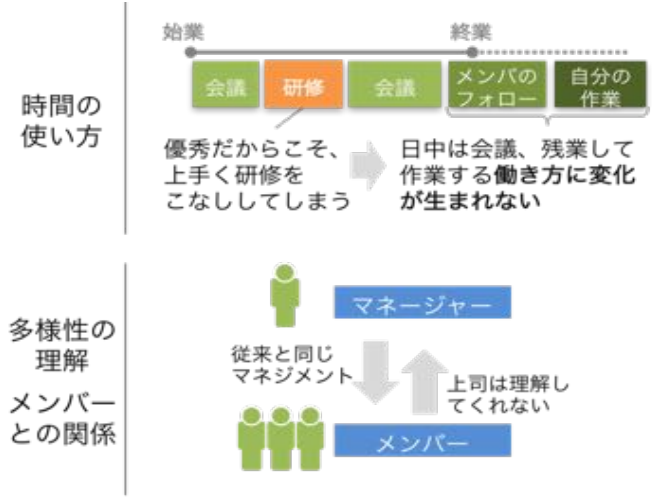 時間の
使い方
始業
終業
会議
研修
会議
メンバの
フォロー
自分の
作業
優秀だからこそ、
上手く研修を
こなししてしまう
日中は会議、残業して
作業する働き方に変化
が生まれない
多様性の
理解
メンバー
との関係
マネージャー
従来と同じ
マネジメント
上司は理解し
てくれない
メンバー